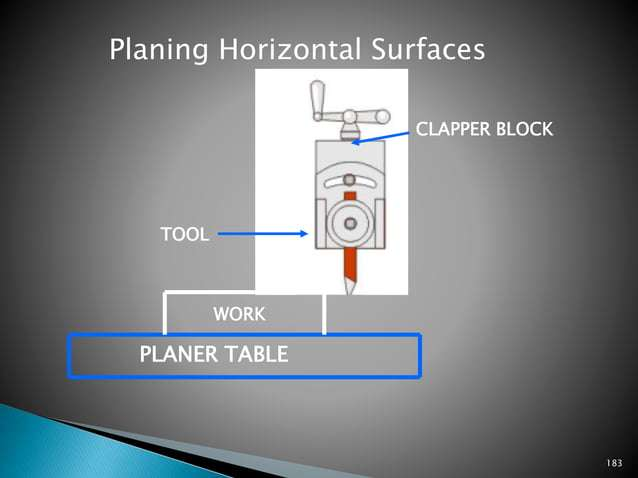 Planing Horizontal Surfaces
CLAPPER BLOCK
TOOL
WORK
PLANER TABLE
183